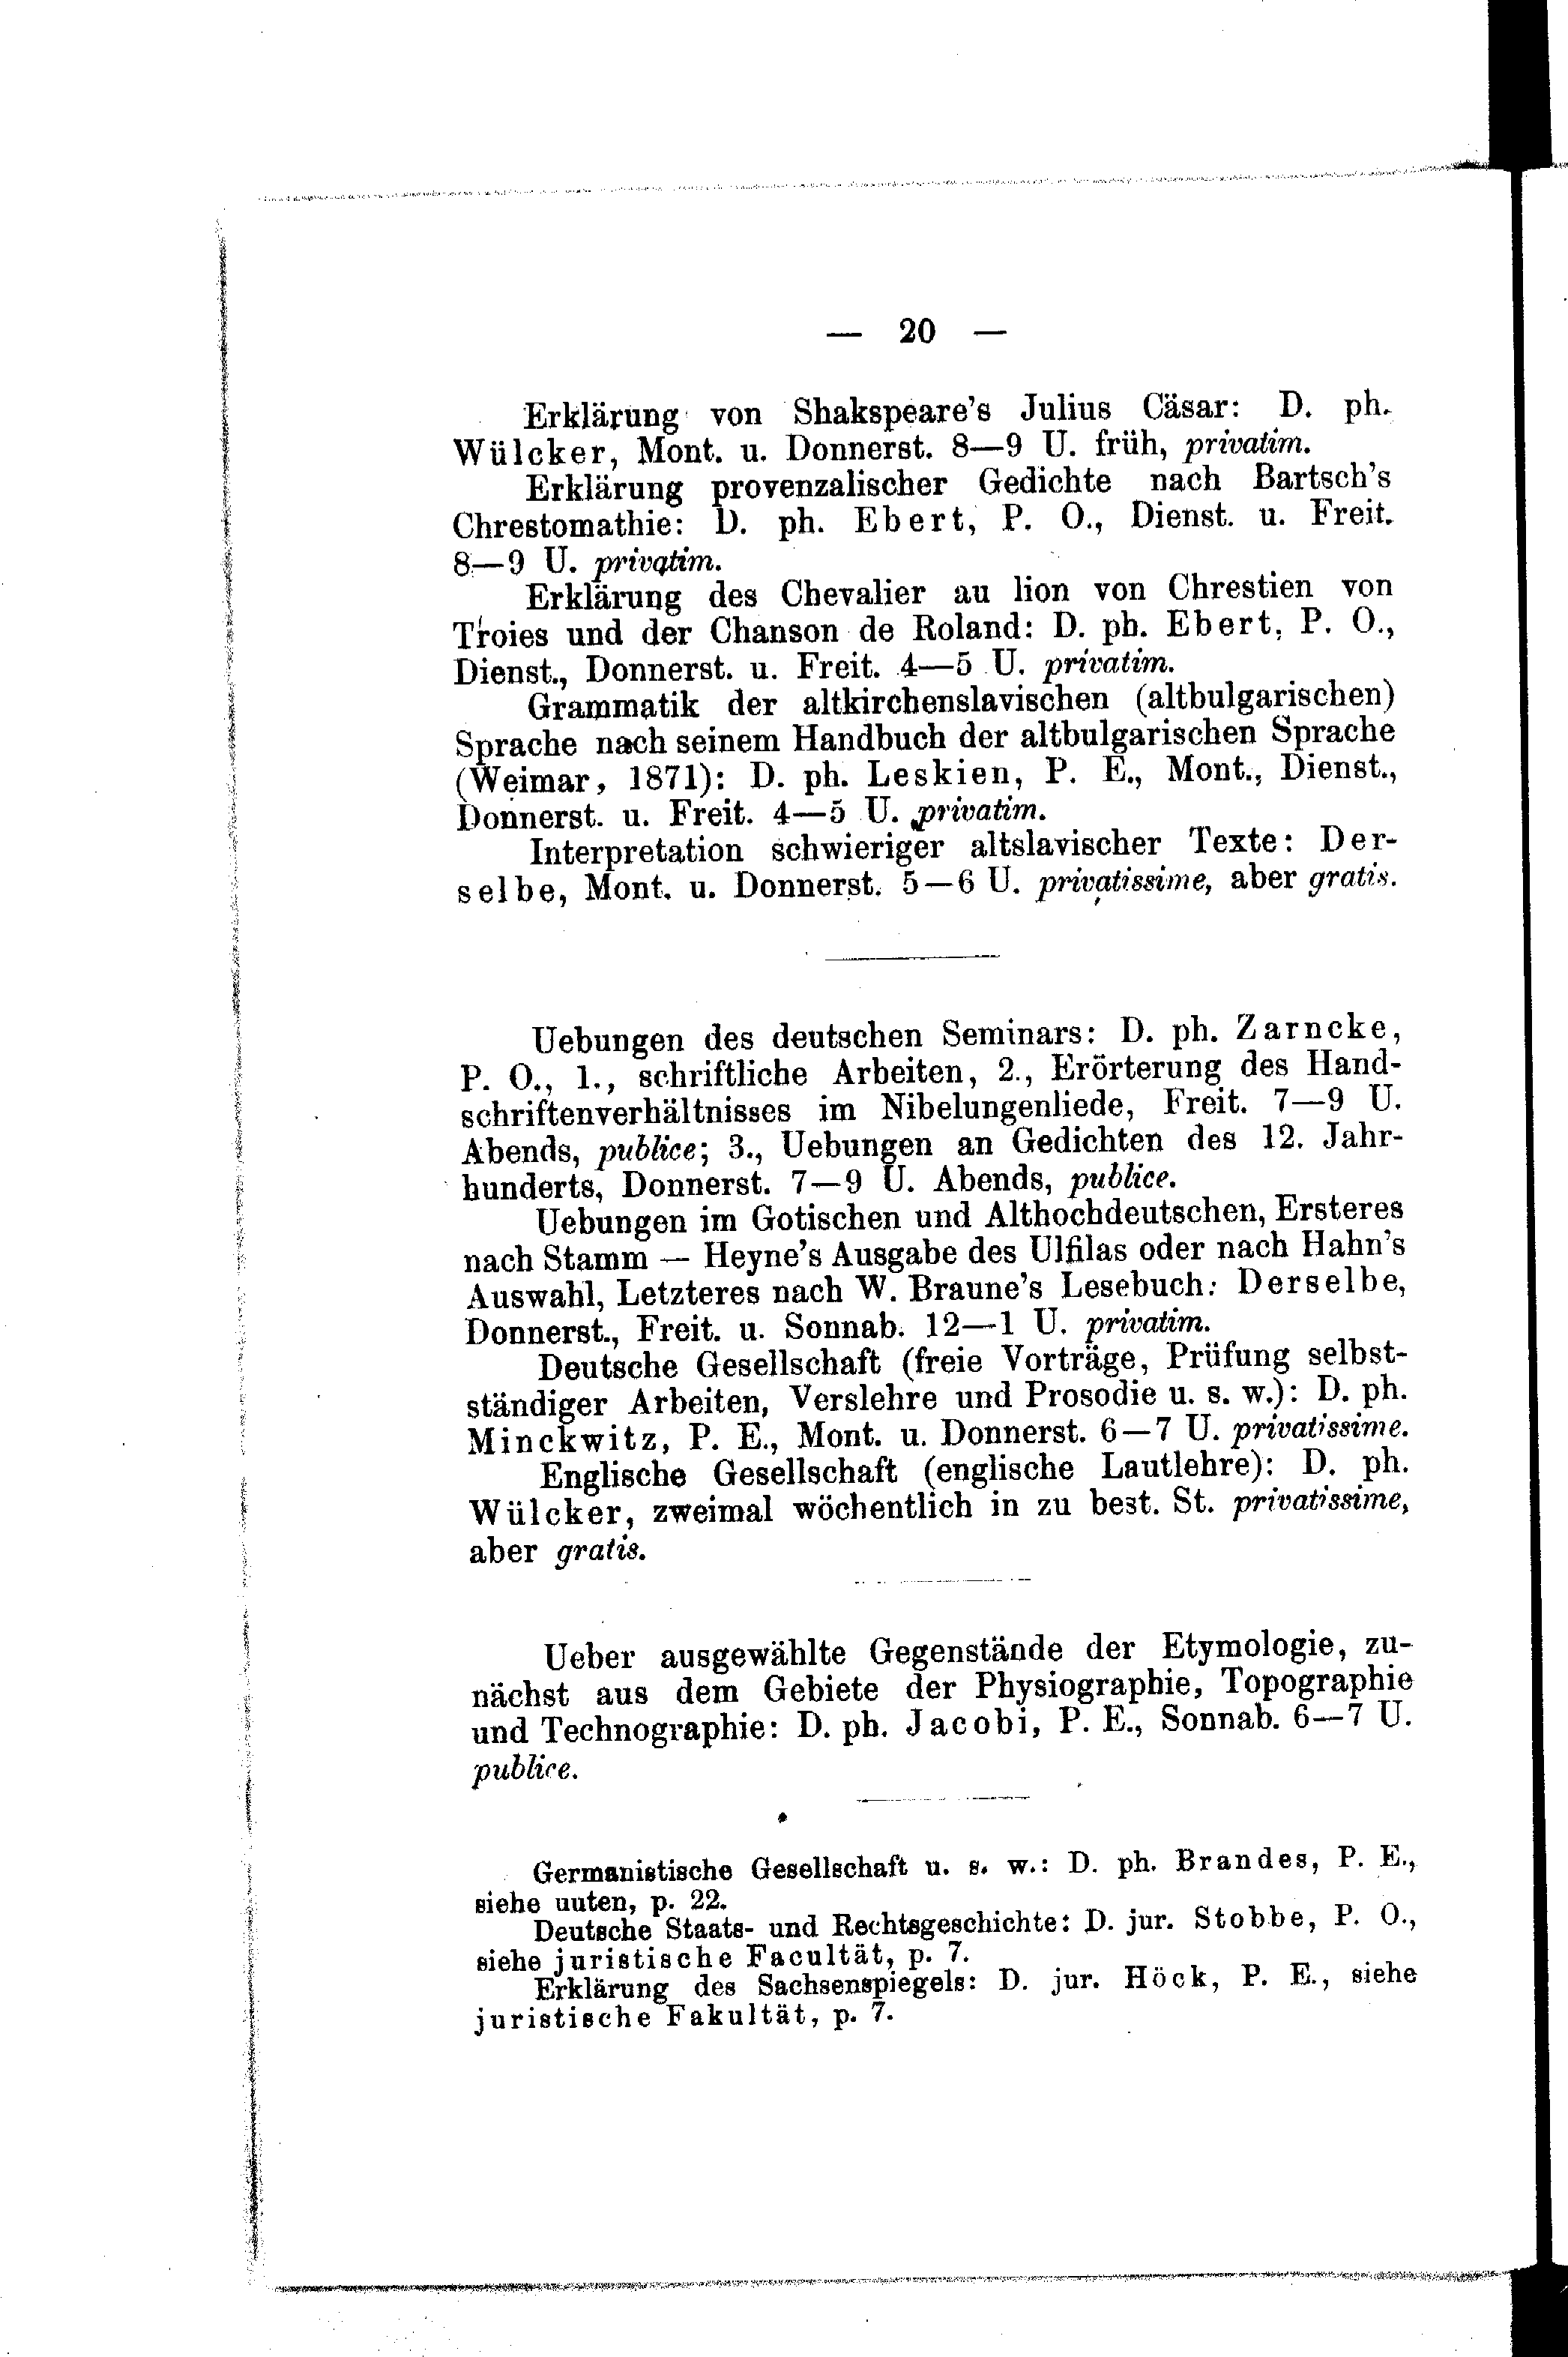 — 20 —
Erklärung von Shakspeare's Julius Cäsar: D. ph.
Wülcker, Mont. u. Donnerst. 8—9 U. früh, privatim.
Erklärung provenzalischer Gedichte nach Bartsch's
Chrestomathie: D. ph. Ebert, P. O., Dienst. u. Freit.
8—9 U. privatim.
Erklärung des Chevalier au lion von Chrestien von
Troies und der Chanson de Roland: D. ph. Ebert, P. O.,
Dienst., Donnerst. u. Freit. 4—5 U. privatim.
Grammatik der altkirchenslavischen (altbulgarischen)
Sprache nach seinem Handbuch der altbulgarischen Sprache
(Weimar, 1871): D. ph. Leskien, P. E., Mont., Dienst.,
Donnerst. u. Freit. 4—5 U. privatim.
Interpretation schwieriger altslavischer Texte: Der-
selbe, Mont. u. Donnerst. 5—6 U. privatissime, aber gratis.
Uebungen des deutschen Seminars: D. ph. Zarncke,
P. O., 1., schriftliche Arbeiten, 2., Erörterung des Hand-
schriftenverhältnisses im Nibelungenliede, Freit. 7—9 U.
Abends, publice; 3., Uebungen an Gedichten des 12. Jahr-
hunderts, Donnerst. 7—9 U. Abends, publice.
Uebungen im Gotischen und Althochdeutschen, Ersteres
nach Stamm — Heyne's Ausgabe des Ulfilas oder nach Hahn's
Auswahl, Letzteres nach W. Braune's Lesebuch: Derselbe,
Donnerst., Freit. u. Sonnab. 12—1 U. privatim.
Deutsche Gesellschaft (freie Vorträge, Prüfung selbst-
ständiger Arbeiten, Verslehre und Prosodie u. s. w.): D. ph.
Minckwitz, P. E., Mont. u. Donnerst. 6—7 U. privatissime.
Englische Gesellschaft (englische Lautlehre): D. ph.
Wülcker, zweimal wöchentlich in zu best. St. privatissime,
aber gratis.
Ueber ausgewählte Gegenstände der Etymologie, zu-
nächst aus dem Gebiete der Physiographie, Topographie
und Technographie: D. ph. Jacobi, P. E., Sonnab. 6—7 U.
publice.
Germanistische Gesellschaft u. s. w.: D. ph. Brandes, P. E.,
siehe uuten, p. 22.
Deutsche Staats- und Rechtsgeschichte: D. jur. Stobbe, P. O.,
siehe juristische Facultät, p. 7.
Erklärung des Sachsenspiegels: D. jur. Höck, P. E., siehe
juristische Fakultät, p. 7.